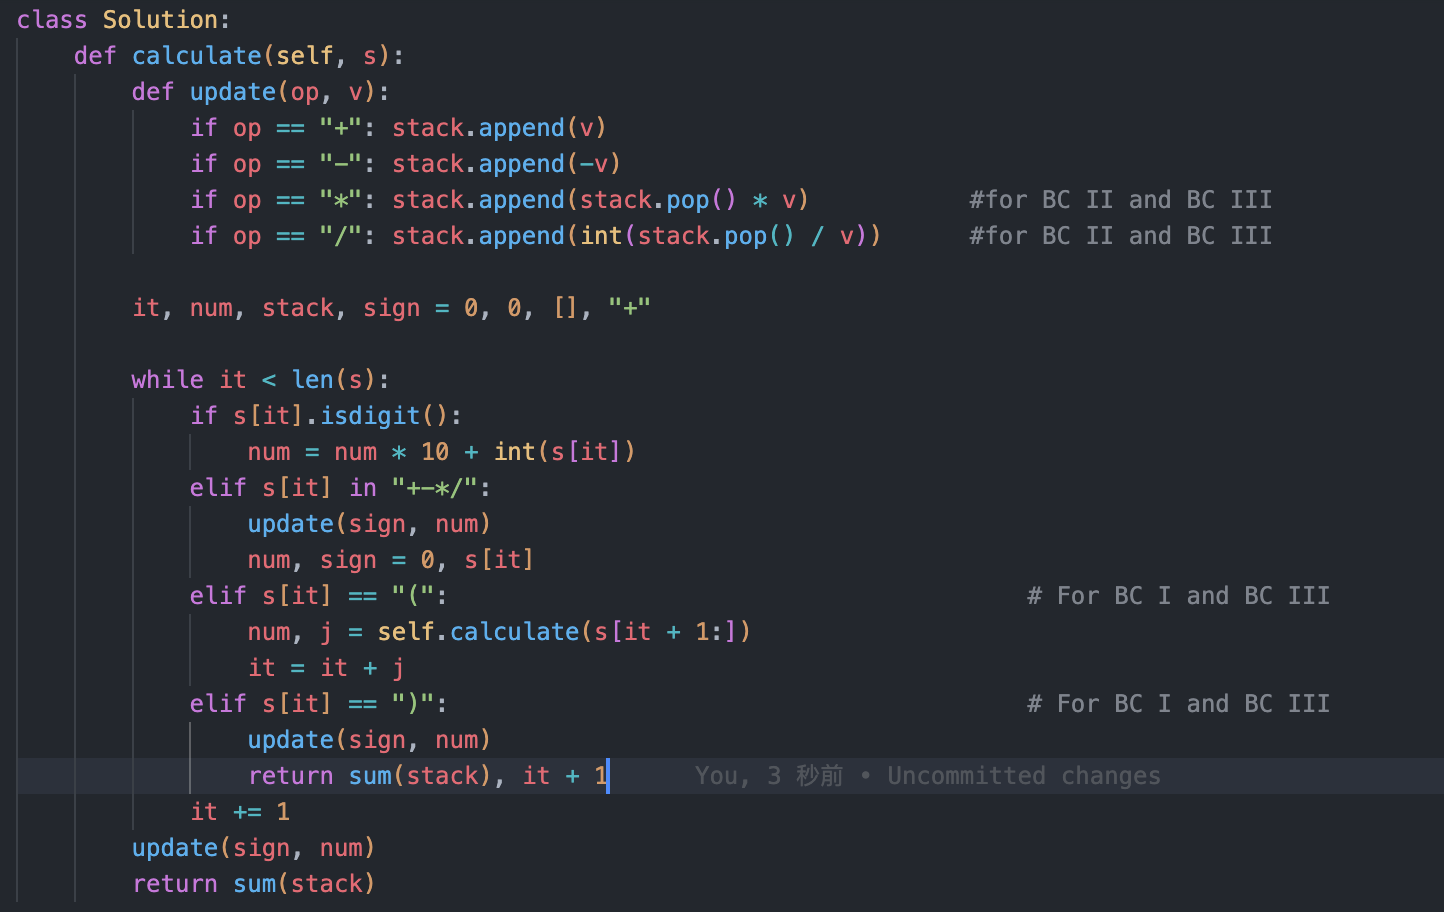 class Solution:
    def calculate(self, s):
        def update(op, v):
            if op == "+": stack.append(v)
            if op == "-": stack.append(-v)
            if op == "*": stack.append(stack.pop() * v)           #for BC II and BC III
            if op == "/": stack.append(int(stack.pop() / v))      #for BC II and BC III

        it, num, stack, sign = 0, 0, [], "+"

        while it < len(s):
            if s[it].isdigit():
                num = num * 10 + int(s[it])
            elif s[it] in "+-*/":
                update(sign, num)
                num, sign = 0, s[it]
            elif s[it] == "(":                                        # For BC I and BC III
                num, j = self.calculate(s[it + 1:])
                it = it + j
            elif s[it] == ")":                                        # For BC I and BC III
                update(sign, num)
                return sum(stack), it + 1      You, 3 秒前 • Uncommitted changes
            it += 1
        update(sign, num)
        return sum(stack)